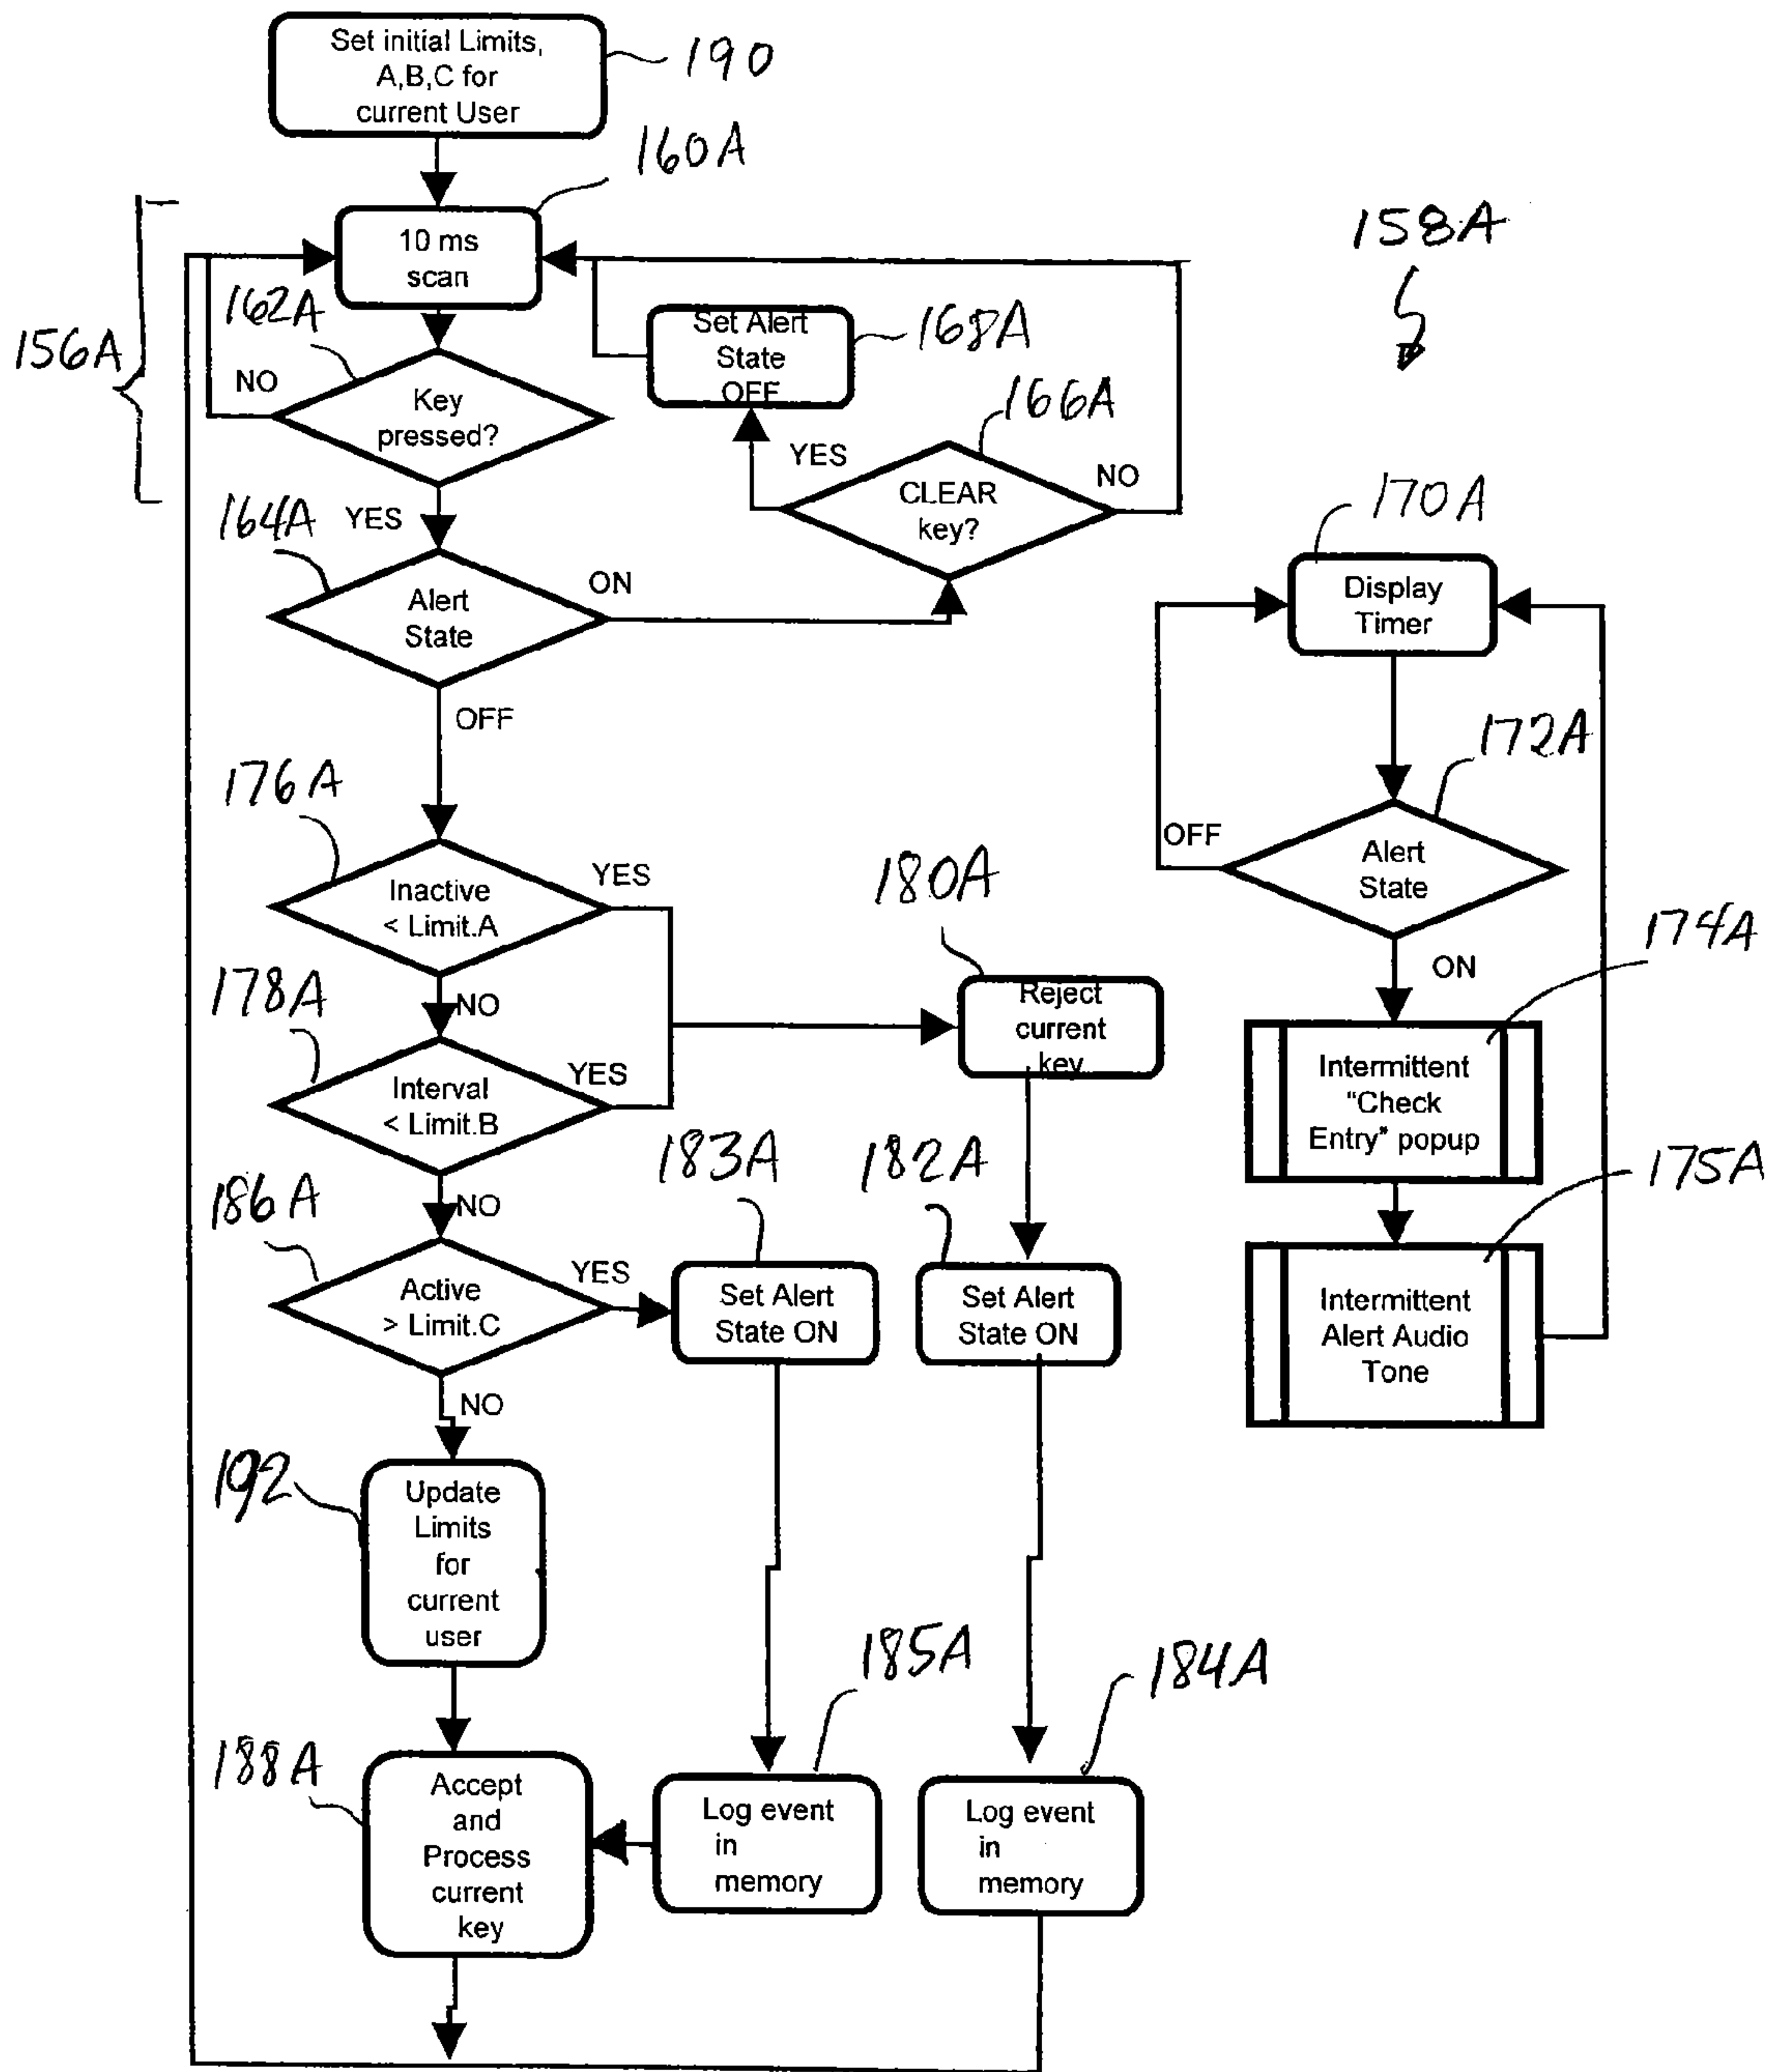 Set initial Limits,
A,B,C for
current User
190
160A
10 ms
scan
156A
162A
NO
Key
pressed?
YES
Set Alert
State
OFF
168A
166A
YES
CLEAR
key?
NO
164A
Alert
State
ON
OFF
176A
Inactive
< Limit.A
YES
NO
178A
Interval
< Limit.B
YES
NO
180A
Reject
current
key
186A
Active
> Limit.C
YES
NO
183A
Set Alert
State ON
182A
Set Alert
State ON
192
Update
Limits
for
current
user
188A
Accept
and
Process
current
key
185A
Log event
in
memory
184A
Log event
in
memory
158A
170A
Display
Timer
172A
OFF
Alert
State
ON
174A
Intermittent
"Check
Entry" popup
175A
Intermittent
Alert Audio
Tone